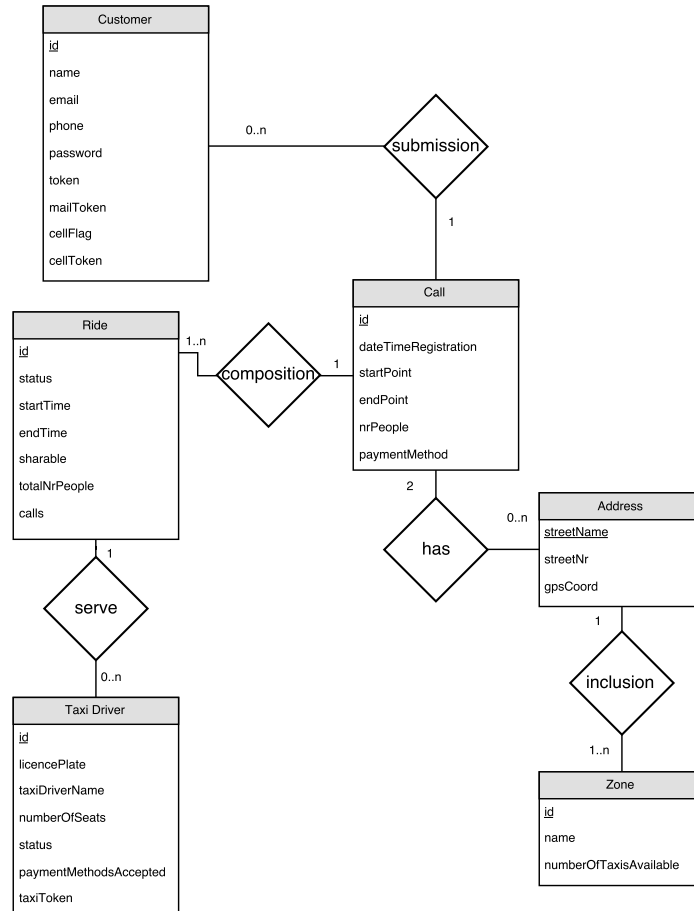 Customer
id
name
email
phone
password
token
mailToken
cellFlag
cellToken
0..n
submission
1
Call
id
dateTimeRegistration
startPoint
endPoint
nrPeople
paymentMethod
Ride
id
status
startTime
endTime
sharable
totalNrPeople
calls
1..n
composition
1
2
has
0..n
Address
streetName
streetNr
gpsCoord
1
serve
0..n
1
inclusion
1..n
Taxi Driver
id
licencePlate
taxiDriverName
numberOfSeats
status
paymentMethodsAccepted
taxiToken
Zone
id
name
numberOfTaxisAvailable